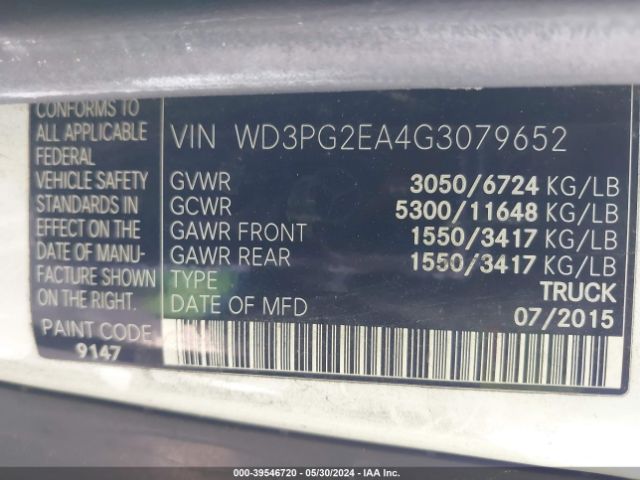 CONFORMS TO
ALL APPLICABLE
FEDERAL
VEHICLE SAFETY
STANDARDS IN
EFFECT ON THE
DATE OF MANU-
FACTURE SHOWN
ON THE RIGHT.
PAINT CODE
9147
VIN WD3PG2EA4G3079652
GVWR 3050/6724 KG/LB
GCWR 5300/11648 KG/LB
GAWR FRONT 1550/3417 KG/LB
GAWR REAR 1550/3417 KG/LB
TYPE TRUCK
DATE OF MFD 07/2015
000-39546720 - 05/30/2024 - IAA Inc.